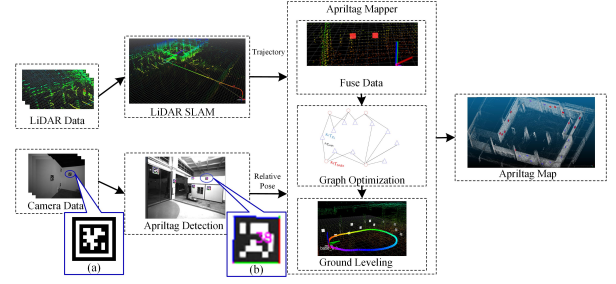 Apriltag Mapper
Trajectory
Fuse Data
LiDAR Data
LiDAR SLAM
Graph Optimization
Apriltag Map
Relative
Pose
Camera Data
Apriltag Detection
Ground Leveling
(a)
(b)